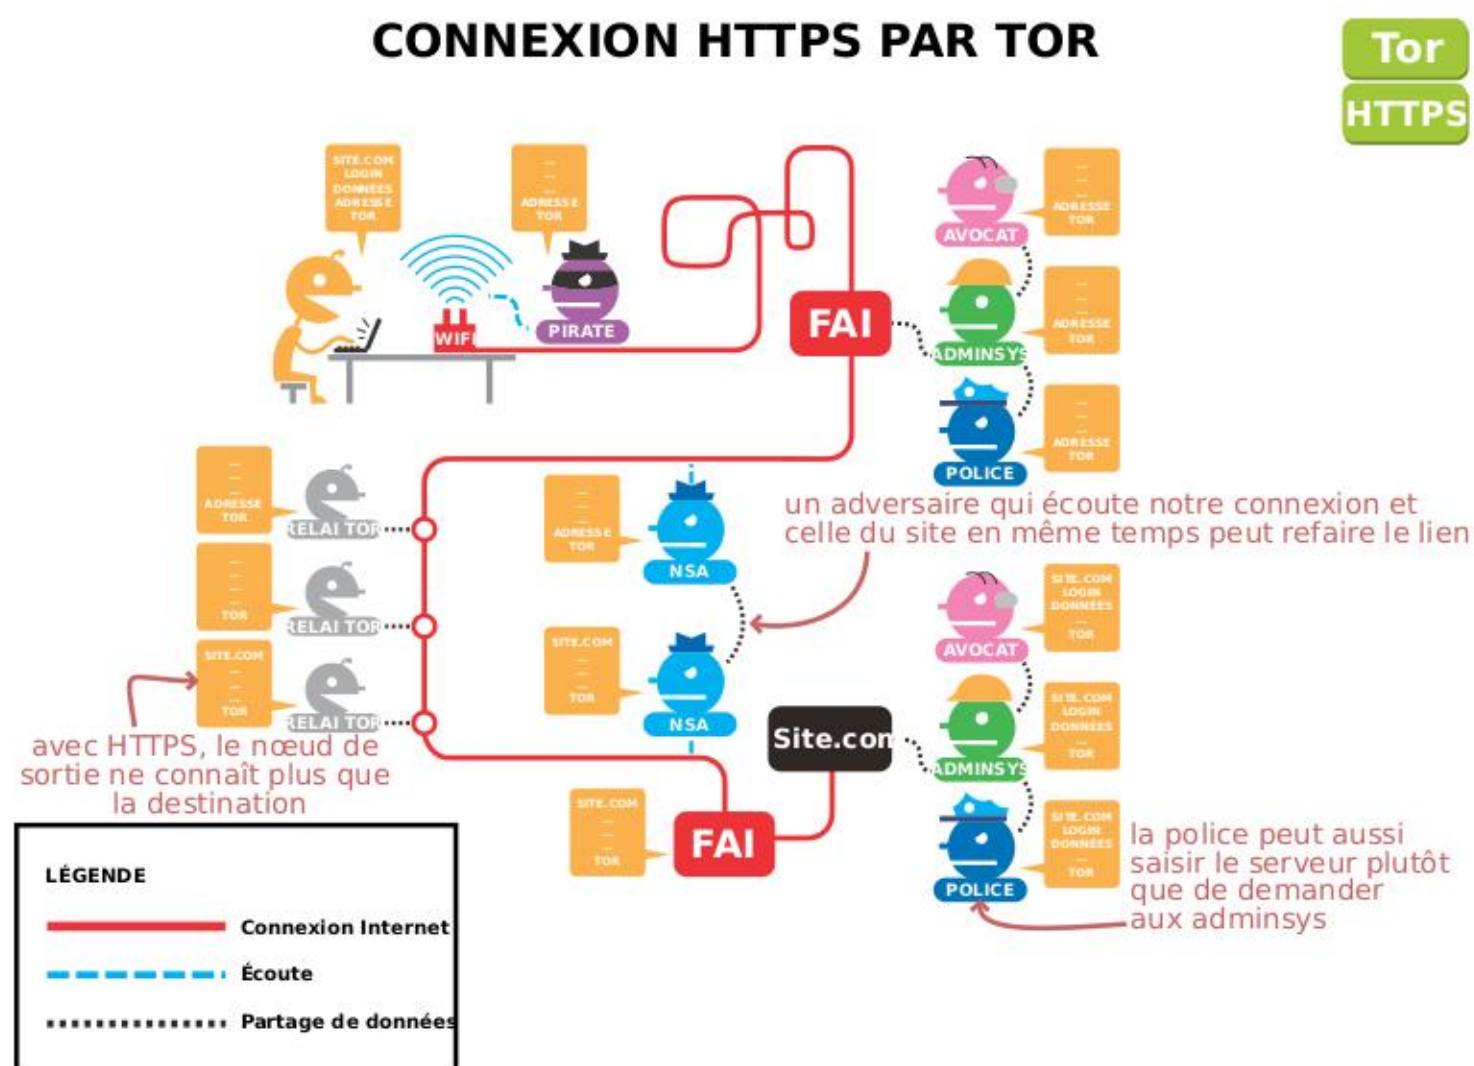 CONNEXION HTTPS PAR TOR
Tor
HTTPS
SITE.COM
LOGIN
DONNÉES
ADRESSE
TOR
...
...
...
ADRESSE
TOR
WIFI
PIRATE
FAI
AVOCAT
...
...
...
ADRESSE
TOR
ADMINSYS
...
...
...
ADRESSE
TOR
POLICE
...
...
...
ADRESSE
TOR
...
...
...
ADRESSE
TOR
RELAI TOR
...
...
...
...
TOR
RELAI TOR
SITE.COM
...
...
...
TOR
RELAI TOR
avec HTTPS, le nœud de
sortie ne connaît plus que
la destination
...
...
...
ADRESSE
TOR
NSA
SITE.COM
...
...
...
TOR
NSA
un adversaire qui écoute notre connexion et
celle du site en même temps peut refaire le lien
Site.com
SITE.COM
...
...
...
TOR
FAI
AVOCAT
SITE.COM
LOGIN
DONNÉES
...
TOR
ADMINSYS
SITE.COM
LOGIN
DONNÉES
...
TOR
POLICE
SITE.COM
LOGIN
DONNÉES
...
TOR
la police peut aussi
saisir le serveur plutôt
que de demander
aux adminsys
LÉGENDE
Connexion Internet
Écoute
Partage de données